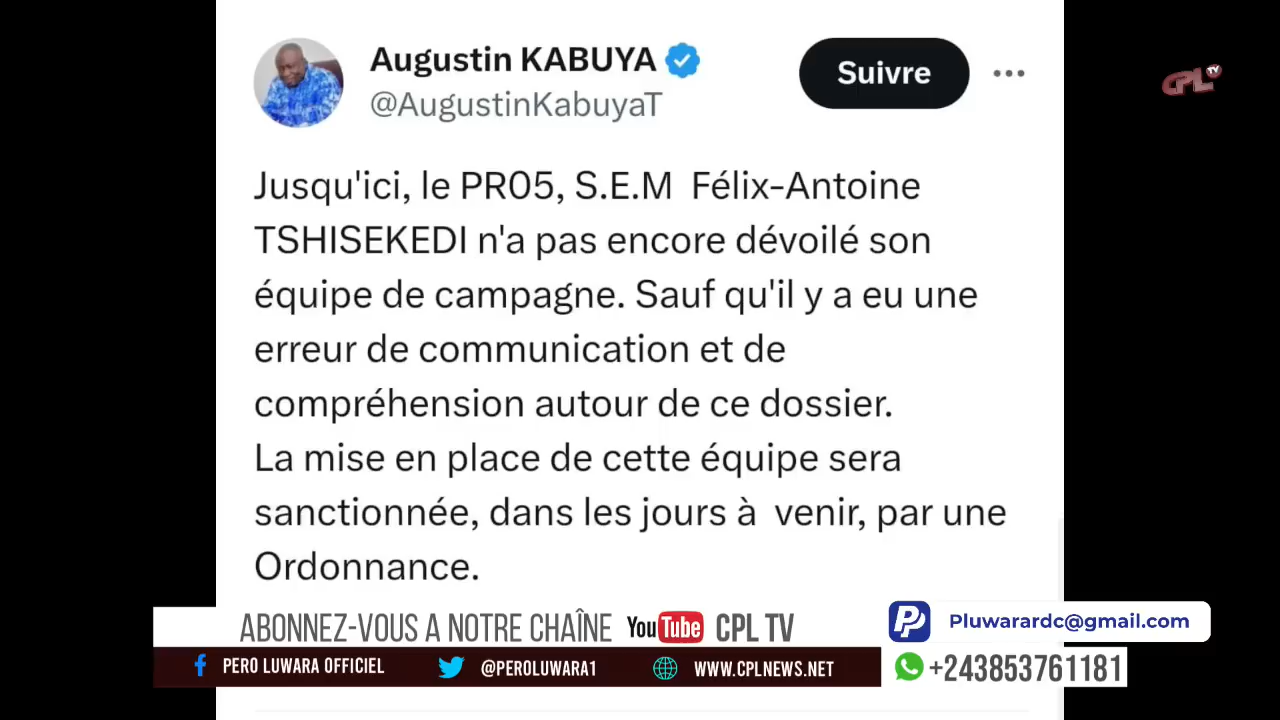 Augustin KABUYA
Suivre
@AugustinKabuyaT
CPL TV
Jusqu'ici, le PR05, S.E.M  Félix-Antoine
TSHISEKEDI n'a pas encore dévoilé son
équipe de campagne. Sauf qu'il y a eu une
erreur de communication et de
compréhension autour de ce dossier.
La mise en place de cette équipe sera
sanctionnée, dans les jours à  venir, par une
Ordonnance.
ABONNEZ-VOUS A NOTRE CHAÎNE YouTube CPL TV
Pluwarardc@gmail.com
PERO LUWARA OFFICIEL @PEROLUWARA1 WWW.CPLNEWS.NET
+243853761181